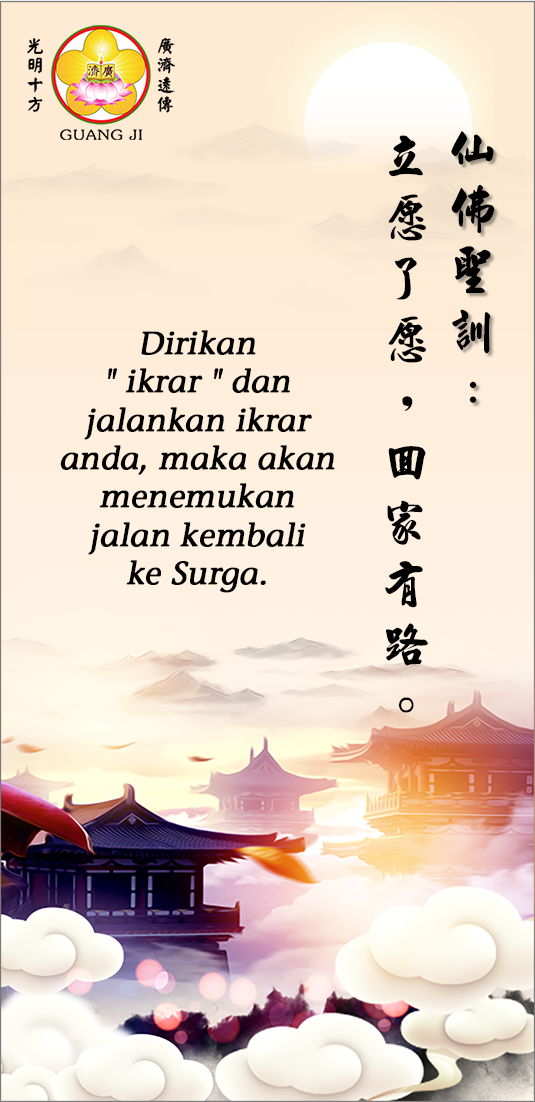 光明十方
廣濟
廣濟遠傳
GUANG JI
仙佛聖訓：
立愿了愿，回家有路。
Dirikan
" ikrar " dan
jalankan ikrar
anda, maka akan
menemukan
jalan kembali
ke Surga.